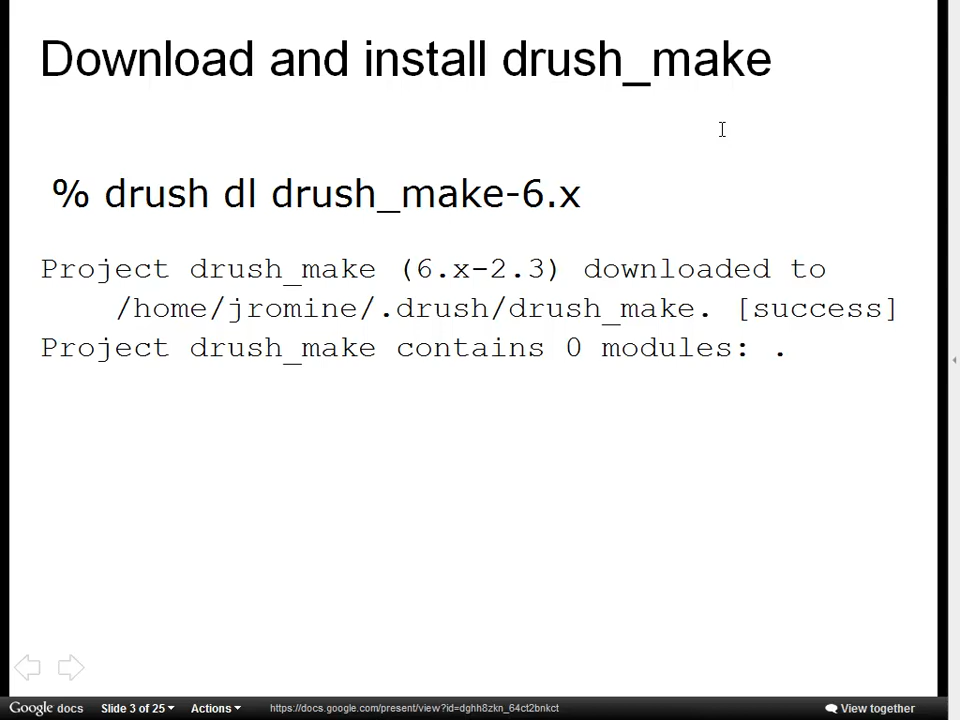 Download and install drush_make
% drush dl drush_make-6.x
Project drush_make (6.x-2.3) downloaded to
/home/jromine/.drush/drush_make. [success]
Project drush_make contains 0 modules: .
Google docs Slide 3 of 25 Actions https://docs.google.com/present/view?id=dghh8zkn_64ct2bnkct View together